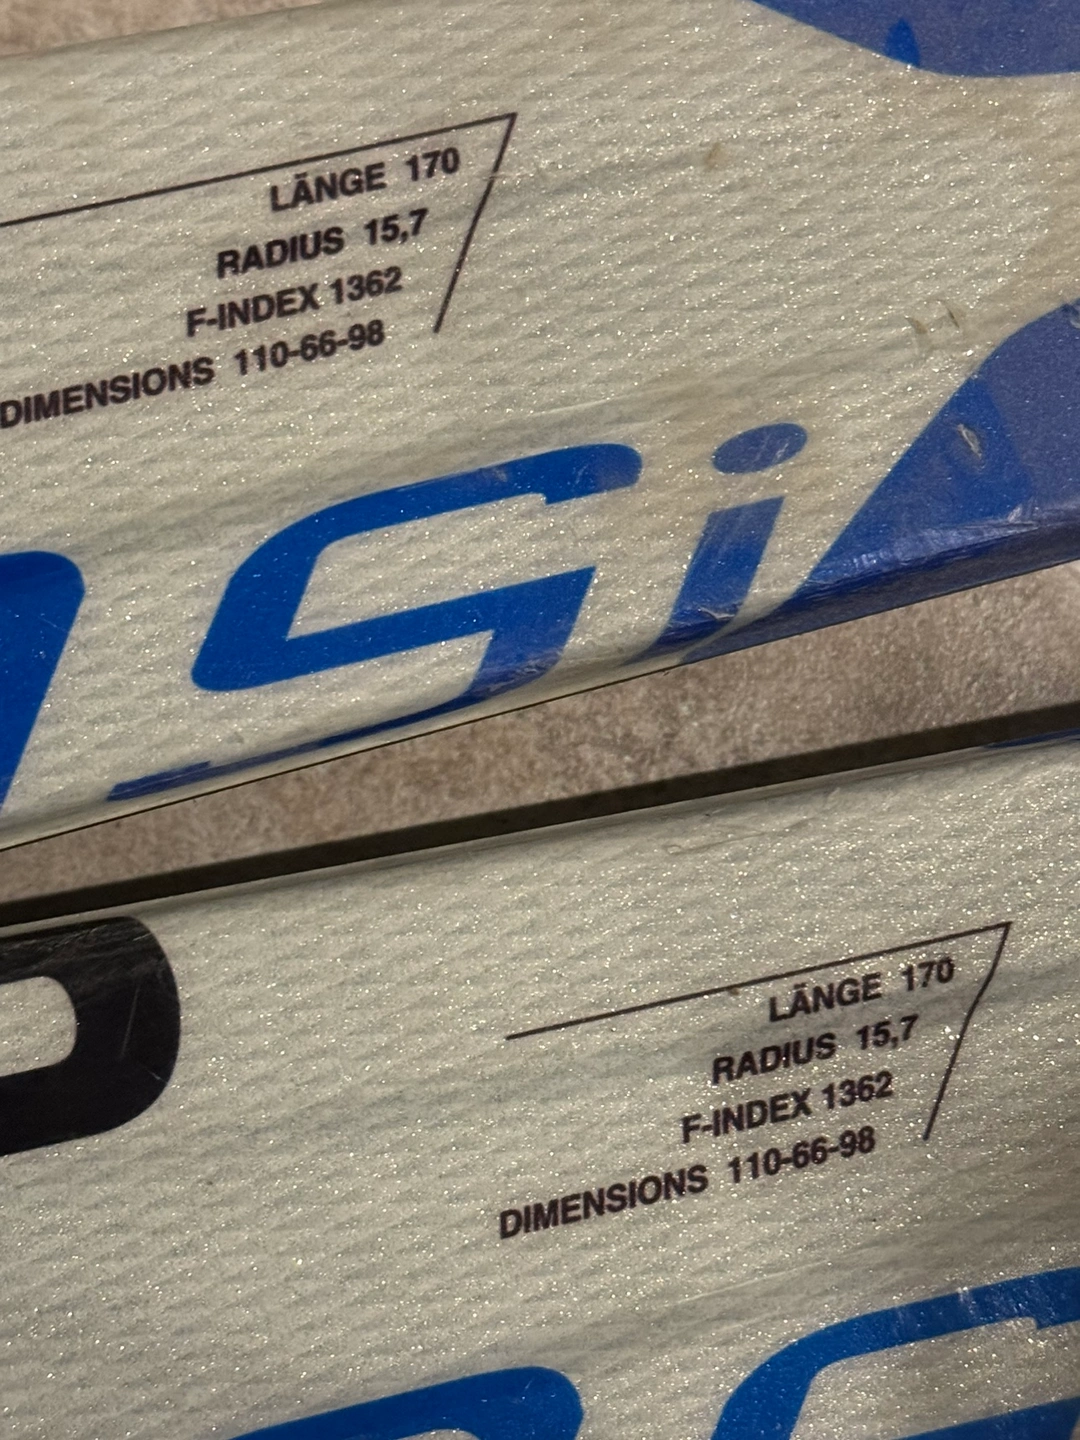 LÄNGE 170
RADIUS 15,7
F-INDEX 1362
DIMENSIONS 110-66-98
LÄNGE 170
RADIUS 15,7
F-INDEX 1362
DIMENSIONS 110-66-98